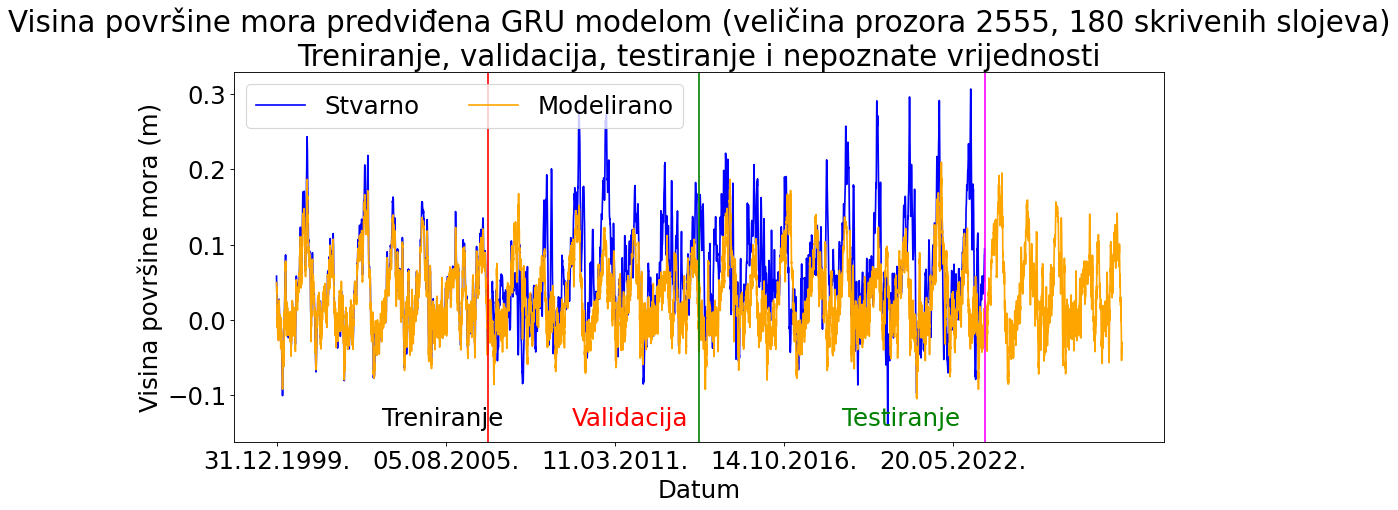 Visina površine mora predviđena GRU modelom (veličina prozora 2555, 180 skrivenih slojeva)
Treniranje, validacija, testiranje i nepoznate vrijednosti
Stvarno
Modelirano
Visina površine mora (m)
0.3
0.2
0.1
0.0
−0.1
Treniranje
Validacija
Testiranje
31.12.1999.
05.08.2005.
11.03.2011.
14.10.2016.
20.05.2022.
Datum